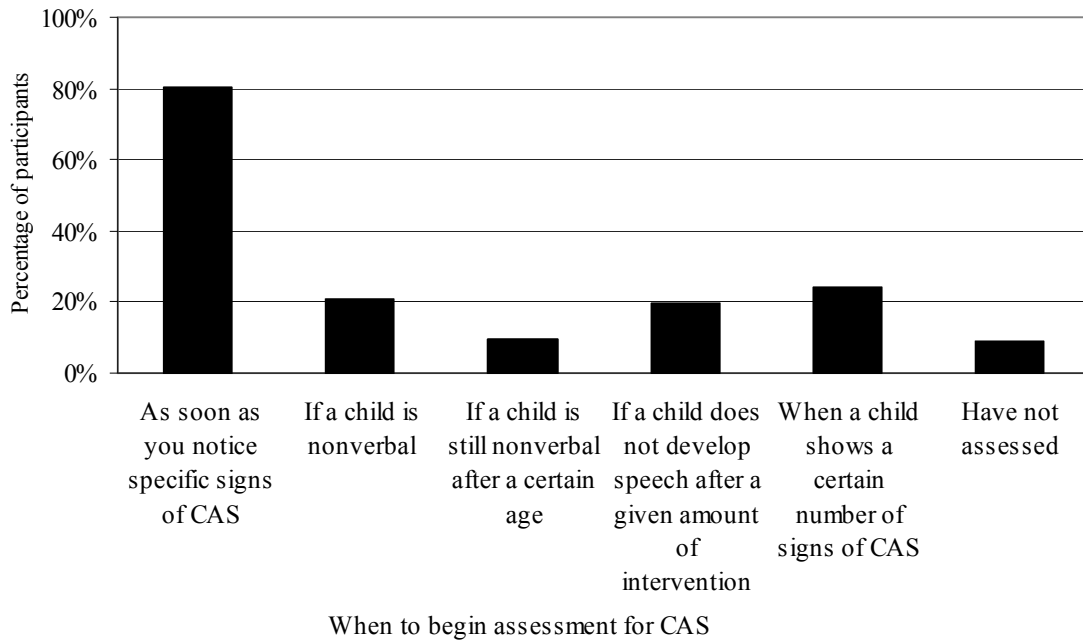 100%
80%
60%
40%
20%
0%
Percentage of participants
As soon as
you notice
specific signs
of CAS
If a child is
nonverbal
If a child is
still nonverbal
after a certain
age
If a child does
not develop
speech after a
given amount
of
intervention
When a child
shows a
certain
number of
signs of CAS
Have not
assessed
When to begin assessment for CAS